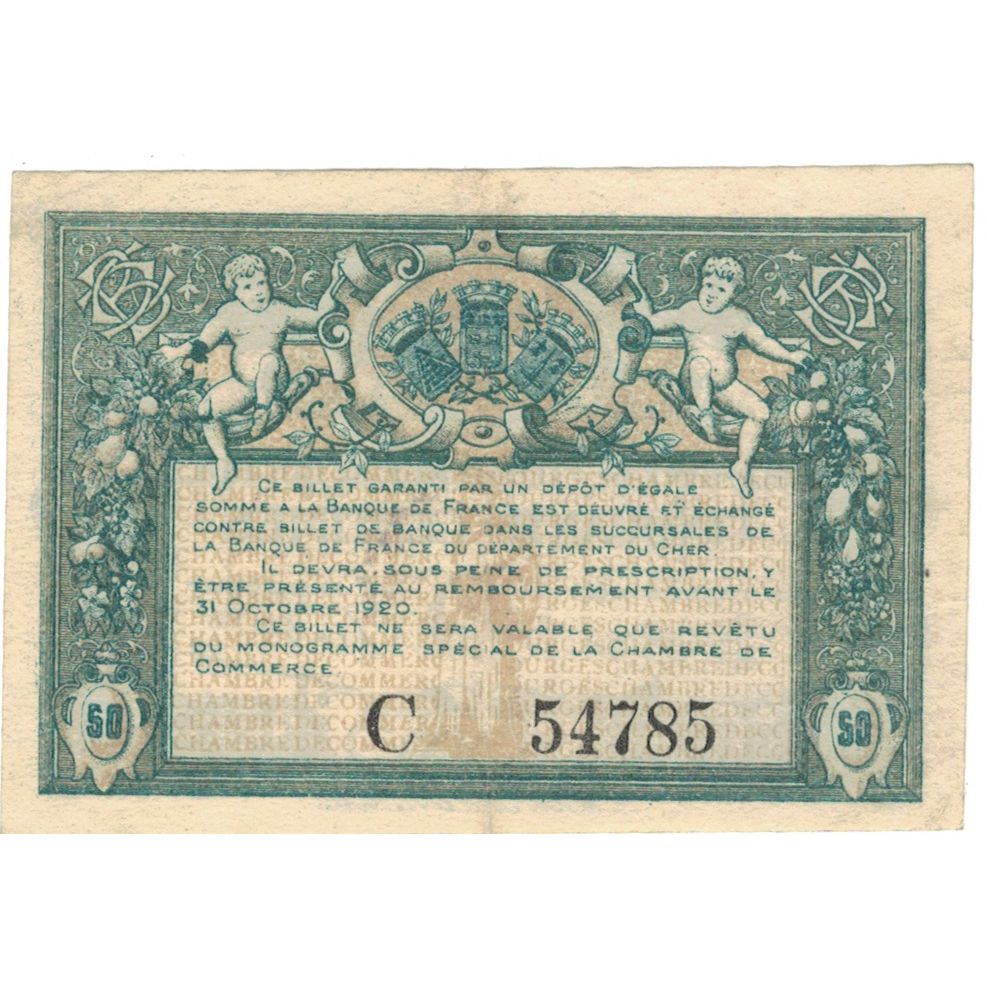 CE BILLET GARANTI PAR UN DÉPÔT D'ÉGALE
SOMME A LA BANQUE DE FRANCE EST DÉLIVRÉ ET ÉCHANGÉ
CONTRE BILLET DE BANQUE DANS LES SUCCURSALES DE
LA BANQUE DE FRANCE DU DÉPARTEMENT DU CHER.
IL DEVRA, SOUS PEINE DE PRESCRIPTION, Y
ÊTRE PRÉSENTÉ AU REMBOURSEMENT AVANT LE
31 OCTOBRE 1920.
CE BILLET NE SERA VALABLE QUE REVÊTU
DU MONOGRAMME SPÉCIAL DE LA CHAMBRE DE
COMMERCE
C 54785
50 50